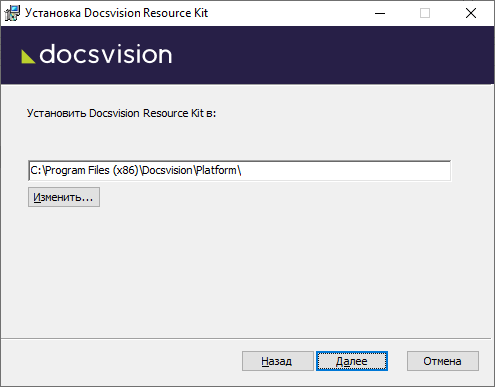 Установка Docsvision Resource Kit
docsvision
Установить Docsvision Resource Kit в:
C:\Program Files (x86)\Docsvision\Platform\
Изменить...
Назад
Далее
Отмена